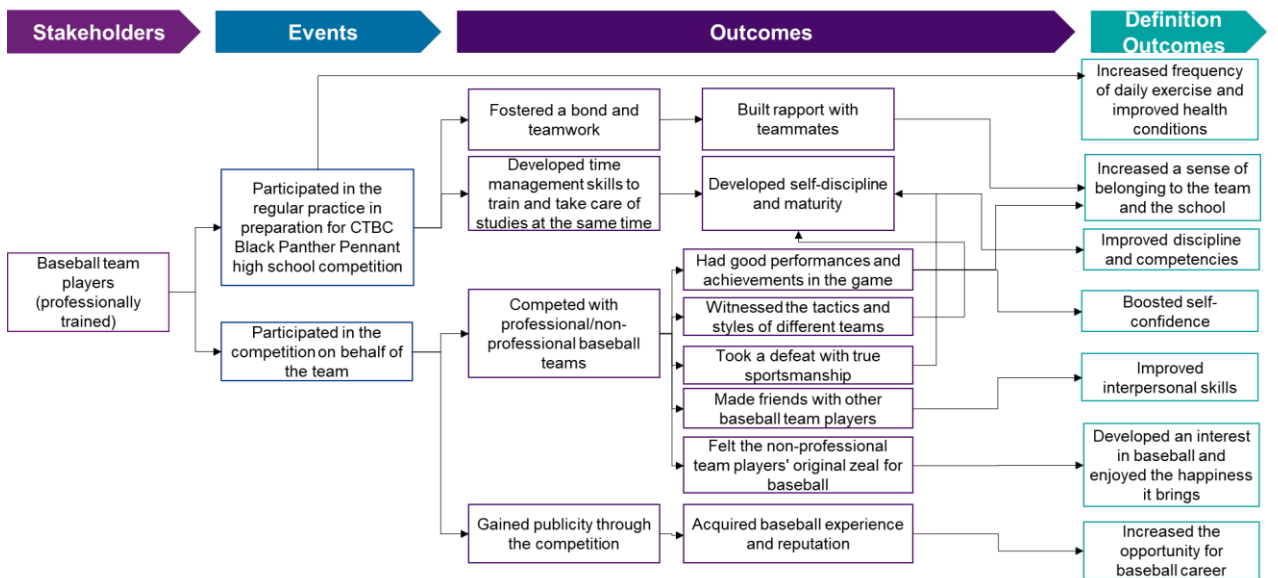 Stakeholders
Events
Outcomes
Definition
Outcomes
Baseball team
players
(professionally
trained)
Participated in the
regular practice in
preparation for CTBC
Black Panther Pennant
high school competition
Participated in the
competition on behalf of
the team
Fostered a bond and
teamwork
Developed time
management skills to
train and take care of
studies at the same time
Competed with
professional/non-
professional baseball
teams
Gained publicity through
the competition
Built rapport with
teammates
Developed self-discipline
and maturity
Had good performances and
achievements in the game
Witnessed the tactics and
styles of different teams
Took a defeat with true
sportsmanship
Made friends with other
baseball team players
Felt the non-professional
team players' original zeal for
baseball
Acquired baseball experience
and reputation
Increased frequency
of daily exercise and
improved health
conditions
Increased a sense of
belonging to the team
and the school
Improved discipline
and competencies
Boosted self-
confidence
Improved
interpersonal skills
Developed an interest
in baseball and
enjoyed the happiness
it brings
Increased the
opportunity for
baseball career